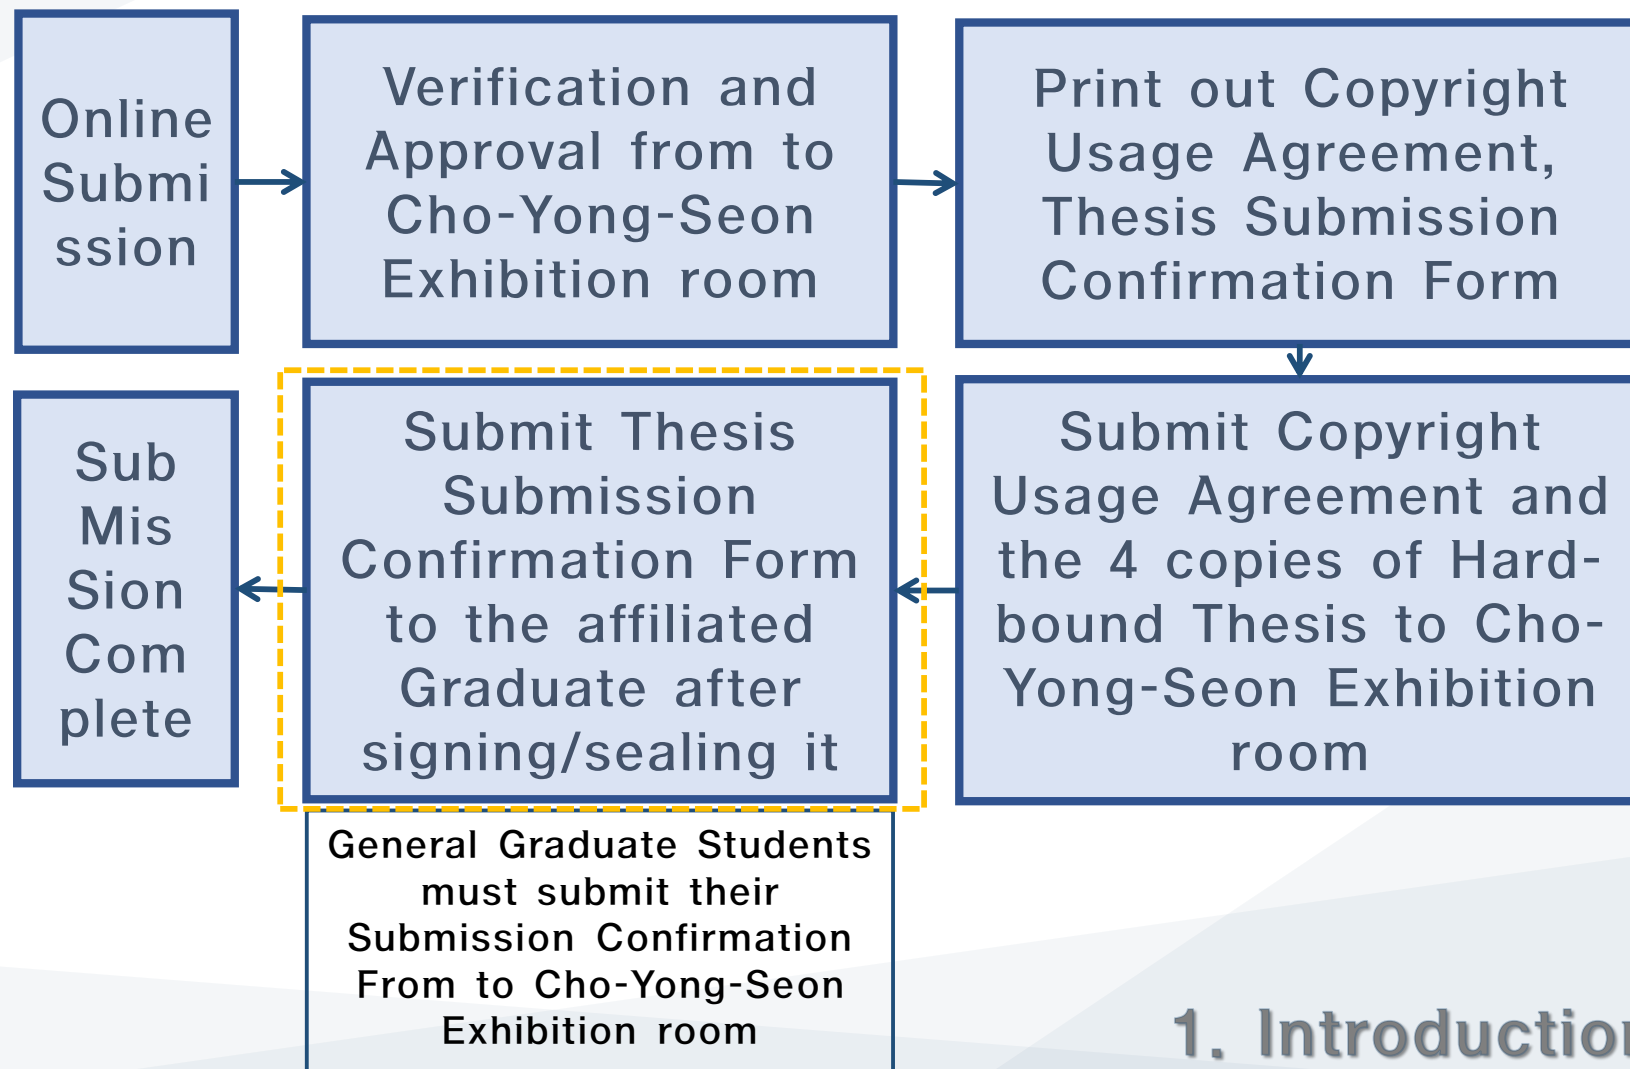 Online
Submi
ssion
Verification and
Approval from to
Cho-Yong-Seon
Exhibition room
Print out Copyright
Usage Agreement,
Thesis Submission
Confirmation Form
Submit Copyright
Usage Agreement and
the 4 copies of Hard-
bound Thesis to Cho-
Yong-Seon Exhibition
room
Submit Thesis
Submission
Confirmation Form
to the affiliated
Graduate after
signing/sealing it
General Graduate Students
must submit their
Submission Confirmation
From to Cho-Yong-Seon
Exhibition room
Sub
Mis
Sion
Com
plete
1. Introduction